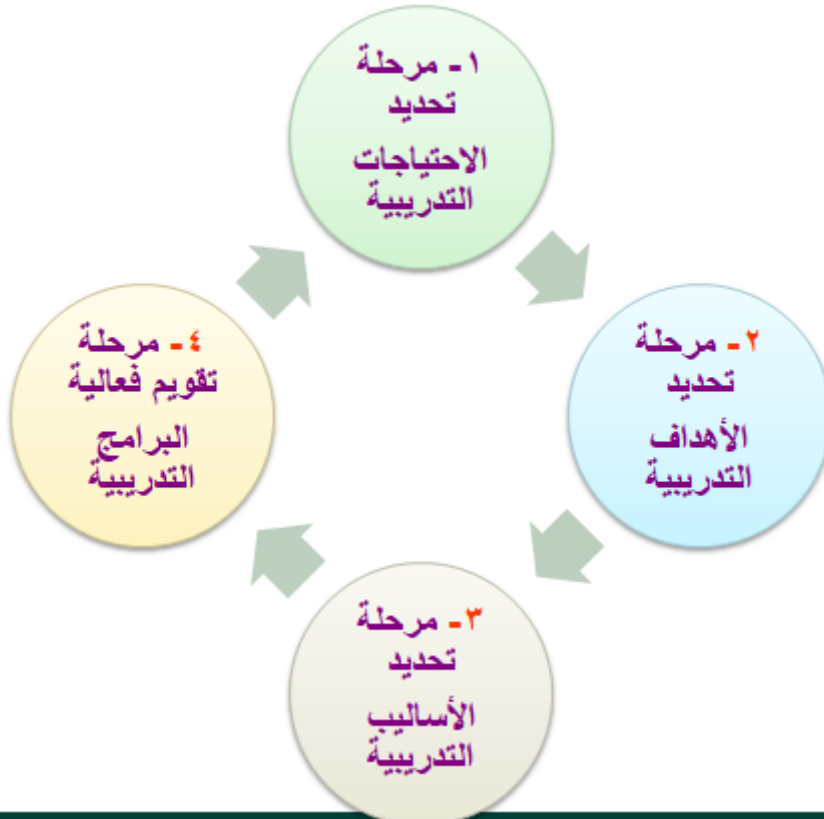 ١- مرحلة
تحديد
الاحتياجات
التدريبية
٢- مرحلة
تحديد
الأهداف
التدريبية
٣- مرحلة
تحديد
الأساليب
التدريبية
٤- مرحلة
تقويم فعالية
البرامج
التدريبية